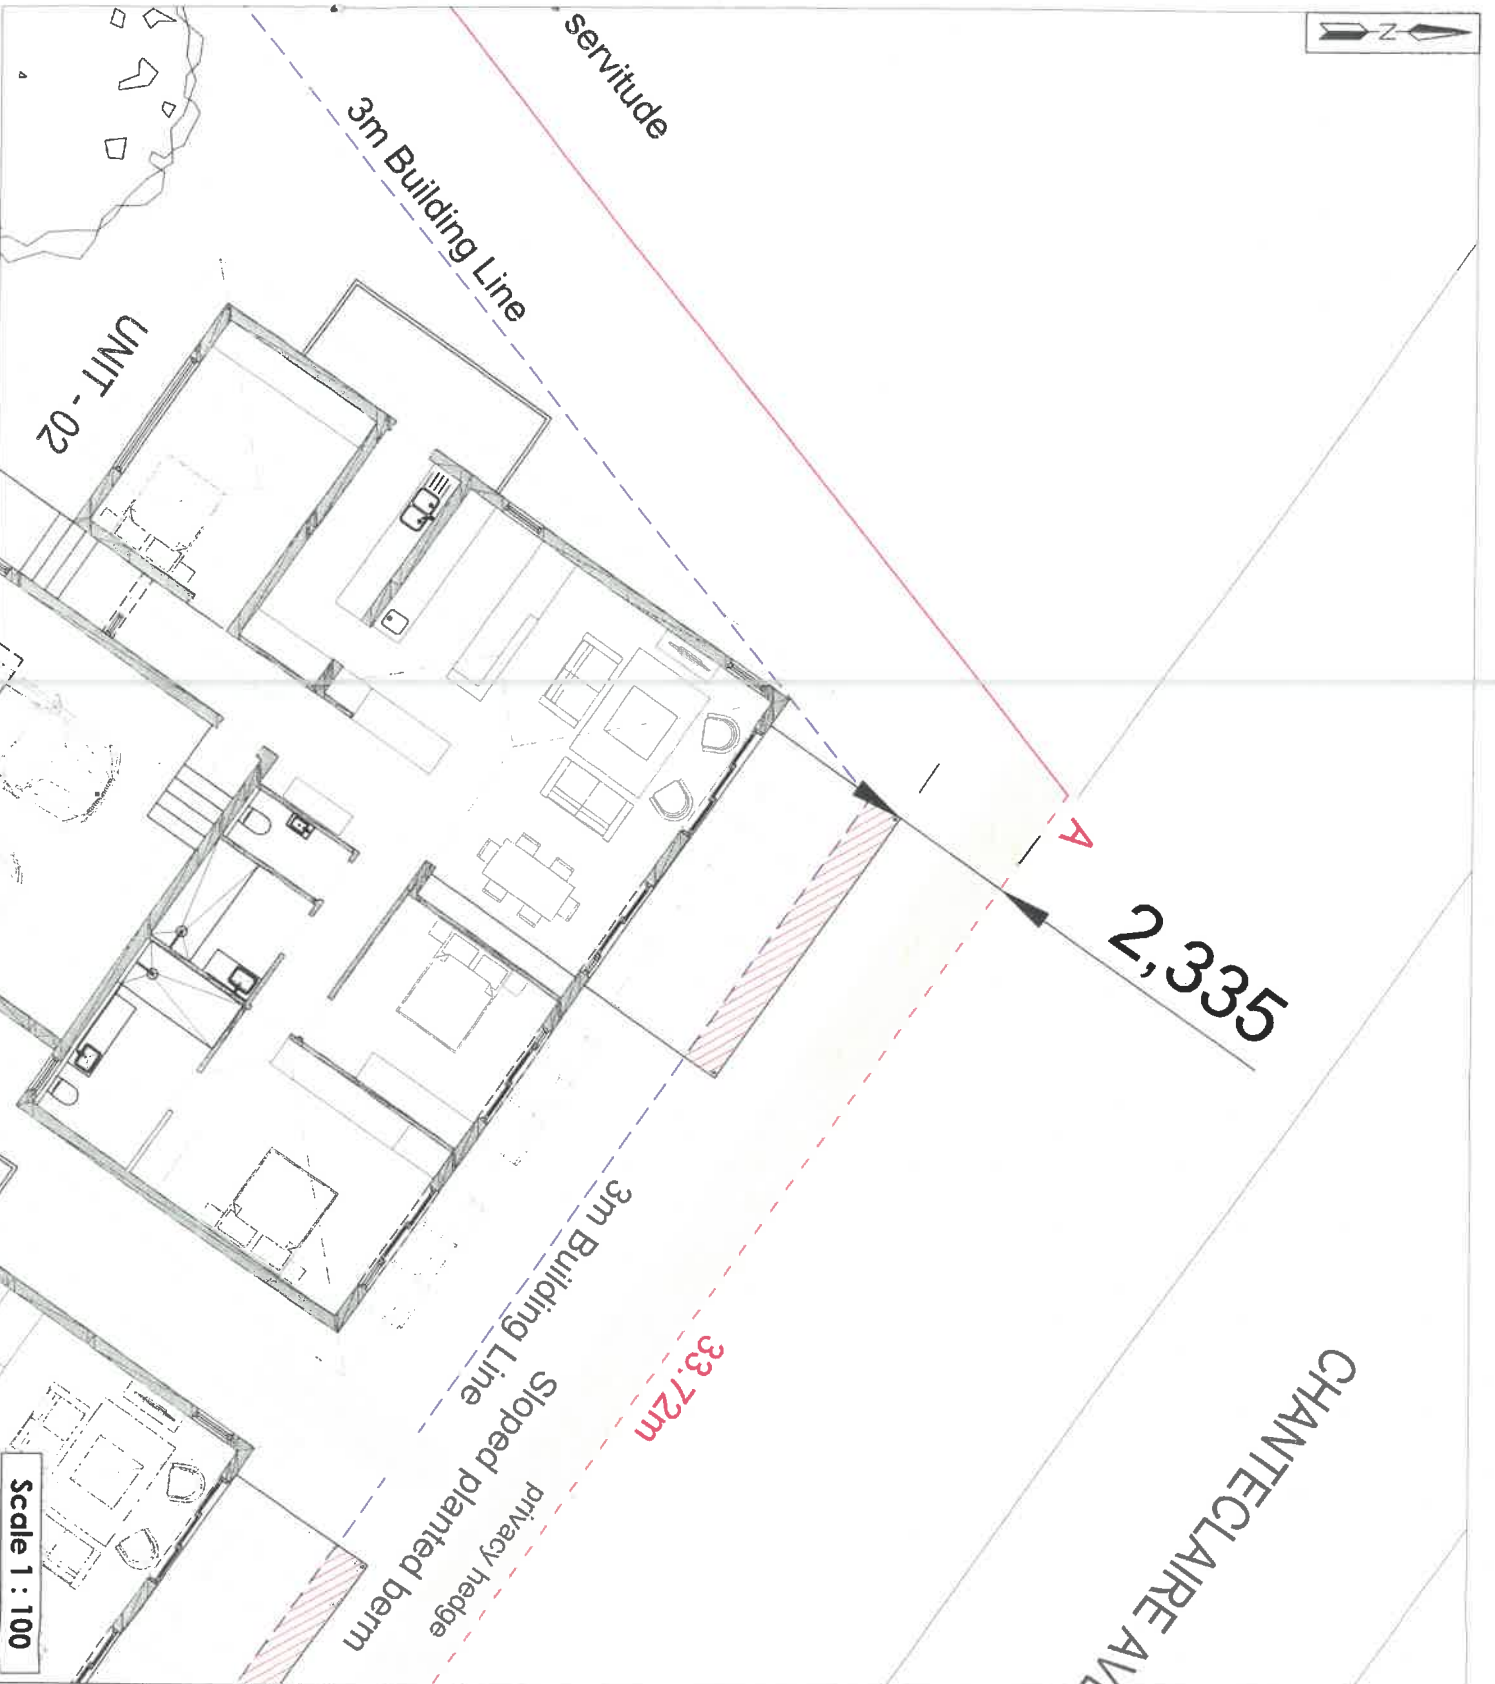 N
servitude
3m Building Line
UNIT - 02
A
2,335
3m Building Line
33.72m
Sloped planted berm
privacy hedge
CHANTECLAIRE AVE
Scale 1 : 100